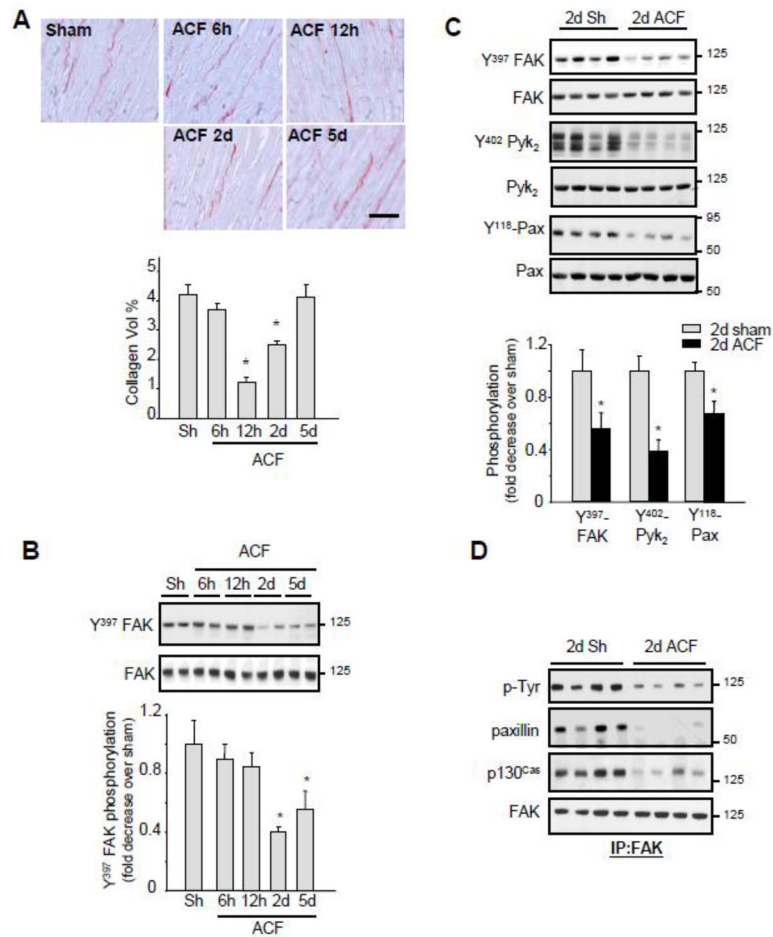 A
Sham
ACF 6h
ACF 12h
ACF 2d
ACF 5d
Collagen Vol %
5
4
3
2
1
0
*
*
Sh 6h 12h 2d 5d
ACF
B
ACF
Sh 6h 12h 2d 5d
Y397 FAK
125
FAK
125
Y397 FAK phosphorylation
(fold decrease over sham)
1.2
0.8
0.4
0
*
*
Sh 6h 12h 2d 5d
ACF
C
2d Sh 2d ACF
Y397 FAK
125
FAK
125
Y402 Pyk2
125
Pyk2
125
Y118-Pax
95
50
Pax
50
2d sham
2d ACF
Phosphorylation
(fold decrease over sham)
1.2
0.8
0.4
0
*
*
*
Y397- Y402- Y118-
FAK Pyk2 Pax
D
2d Sh 2d ACF
p-Tyr
125
paxillin
50
p130Cas
125
FAK
125
IP:FAK